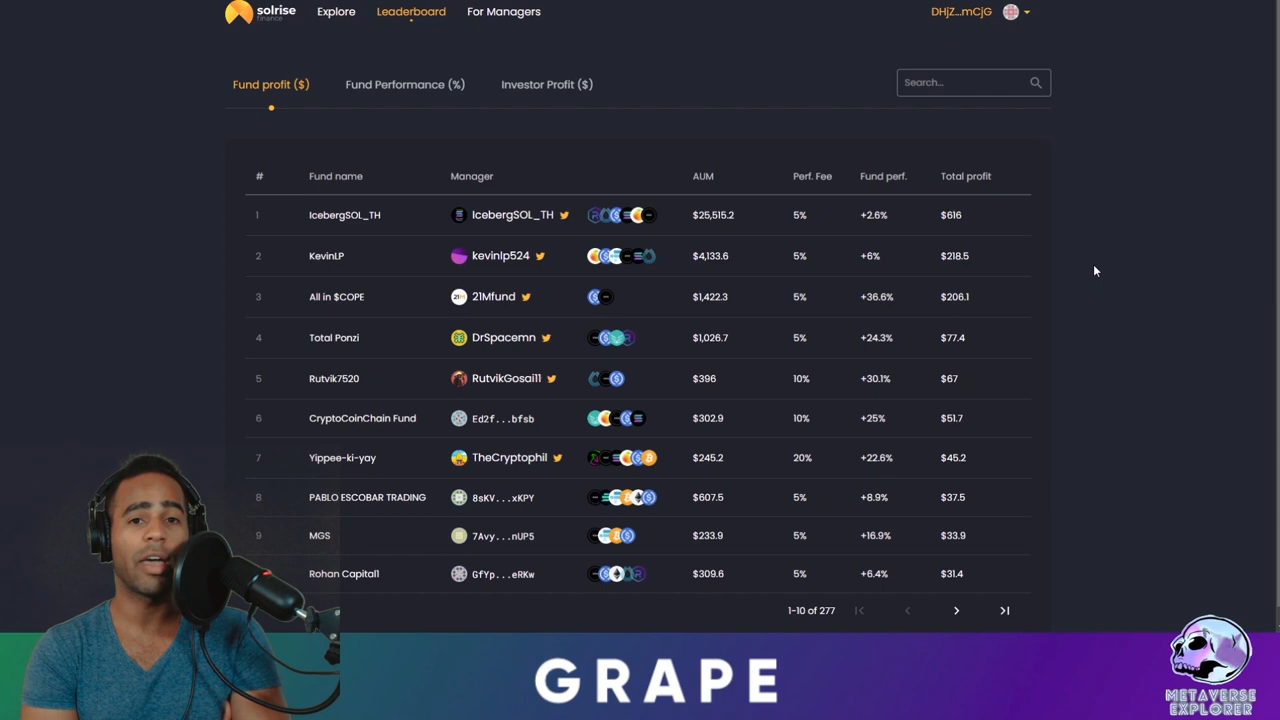 solrise
finance
Explore
Leaderboard
For Managers
DHjZ...mCjG
Fund profit ($)
Fund Performance (%)
Investor Profit ($)
Search...
# Fund name Manager AUM Perf. Fee Fund perf. Total profit
1 IcebergSOL_TH IcebergSOL_TH $25,515.2 5% +2.6% $616
2 KevinLP kevinlp524 $4,133.6 5% +6% $218.5
3 All in $COPE 21M 21Mfund $1,422.3 5% +36.6% $206.1
4 Total Ponzi DrSpacemn $1,026.7 5% +24.3% $77.4
5 Rutvik7520 RutvikGosai11 $396 10% +30.1% $67
6 CryptoCoinChain Fund Ed2f...bfsb $302.9 10% +25% $51.7
7 Yippee-ki-yay TheCryptophil $245.2 20% +22.6% $45.2
8 PABLO ESCOBAR TRADING 8sKV...xKPY $607.5 5% +8.9% $37.5
9 MGS 7Avy...nUP5 $233.9 5% +16.9% $33.9
Rohan Capital1 GfYp...eRKw $309.6 5% +6.4% $31.4
1-10 of 277
GRAPE
METAVERSE
EXPLORER